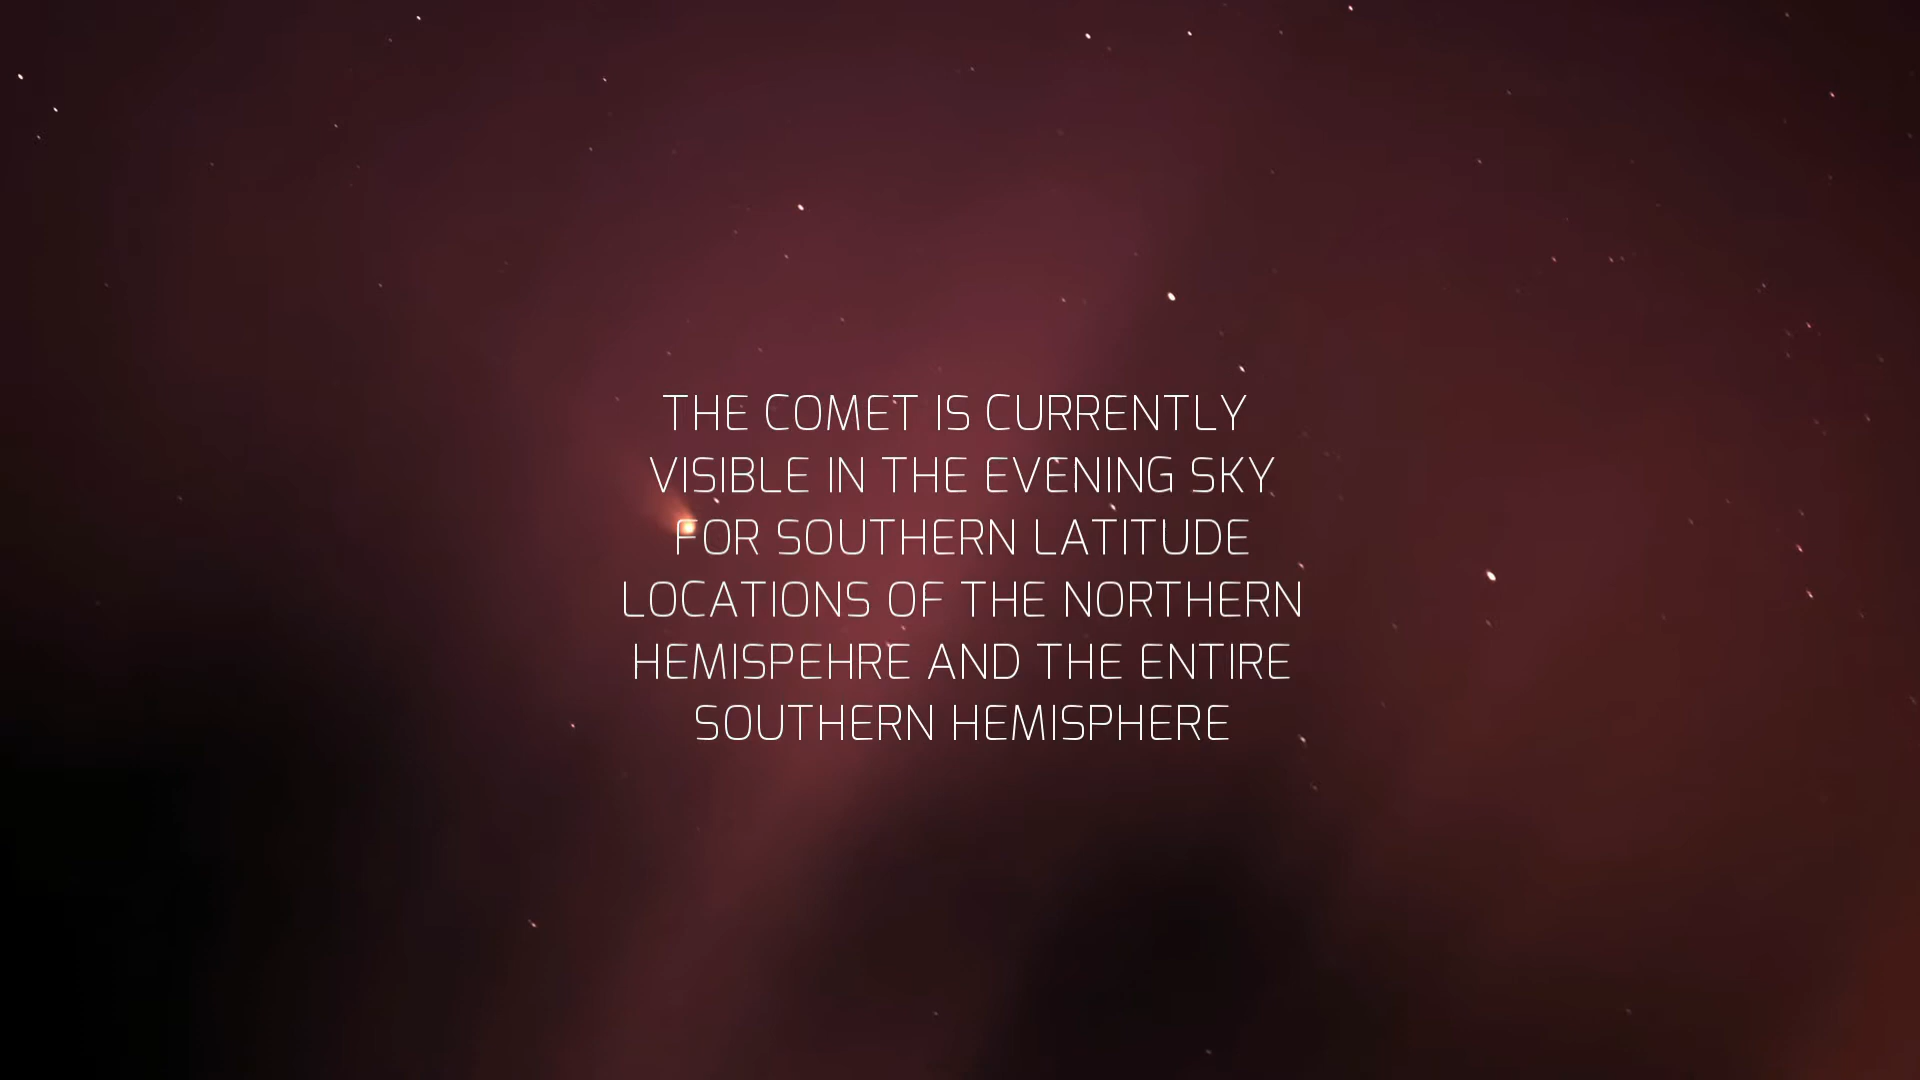 THE COMET IS CURRENTLY
VISIBLE IN THE EVENING SKY
FOR SOUTHERN LATITUDE
LOCATIONS OF THE NORTHERN
HEMISPEHRE AND THE ENTIRE
SOUTHERN HEMISPHERE